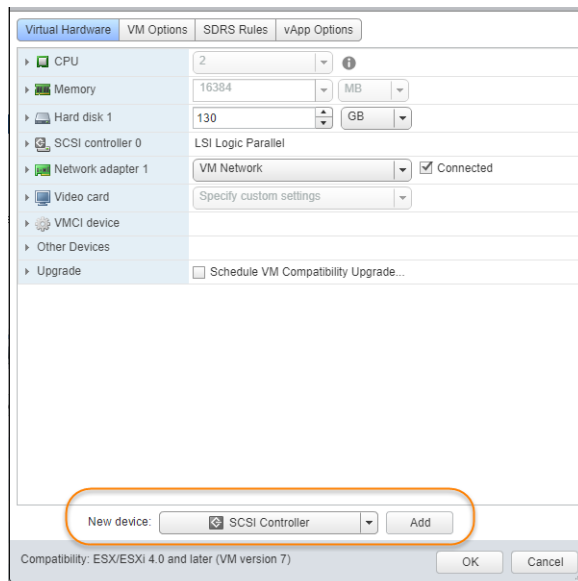 Virtual Hardware VM Options SDRS Rules vApp Options
CPU 2
Memory 16384 MB
Hard disk 1 130 GB
SCSI controller 0 LSI Logic Parallel
Network adapter 1 VM Network Connected
Video card Specify custom settings
VMCI device
Other Devices
Upgrade Schedule VM Compatibility Upgrade...
New device: SCSI Controller Add
Compatibility: ESX/ESXi 4.0 and later (VM version 7) OK Cancel